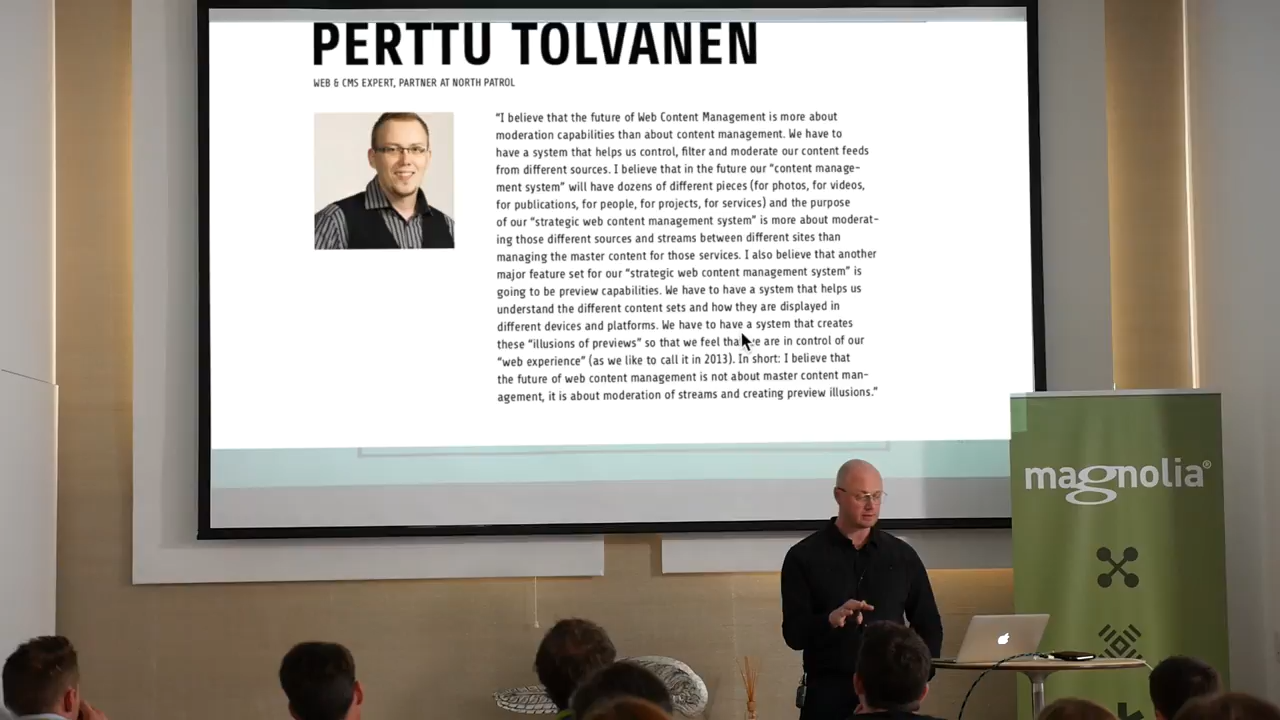 PERTTU TOLVANEN
WEB & CMS EXPERT, PARTNER AT NORTH PATROL
“I believe that the future of Web Content Management is more about
moderation capabilities than about content management. We have to
have a system that helps us control, filter and moderate our content feeds
from different sources. I believe that in the future our “content manage-
ment system” will have dozens of different pieces (for photos, for videos,
for publications, for people, for projects, for services) and the purpose
of our “strategic web content management system” is more about moderat-
ing those different sources and streams between different sites than
managing the master content for those services. I also believe that another
major feature set for our “strategic web content management system” is
going to be preview capabilities. We have to have a system that helps us
understand the different content sets and how they are displayed in
different devices and platforms. We have to have a system that creates
these “illusions of previews” so that we feel that we are in control of our
“web experience” (as we like to call it in 2013). In short: I believe that
the future of web content management is not about master content man-
agement, it is about moderation of streams and creating preview illusions.”
magnolia®